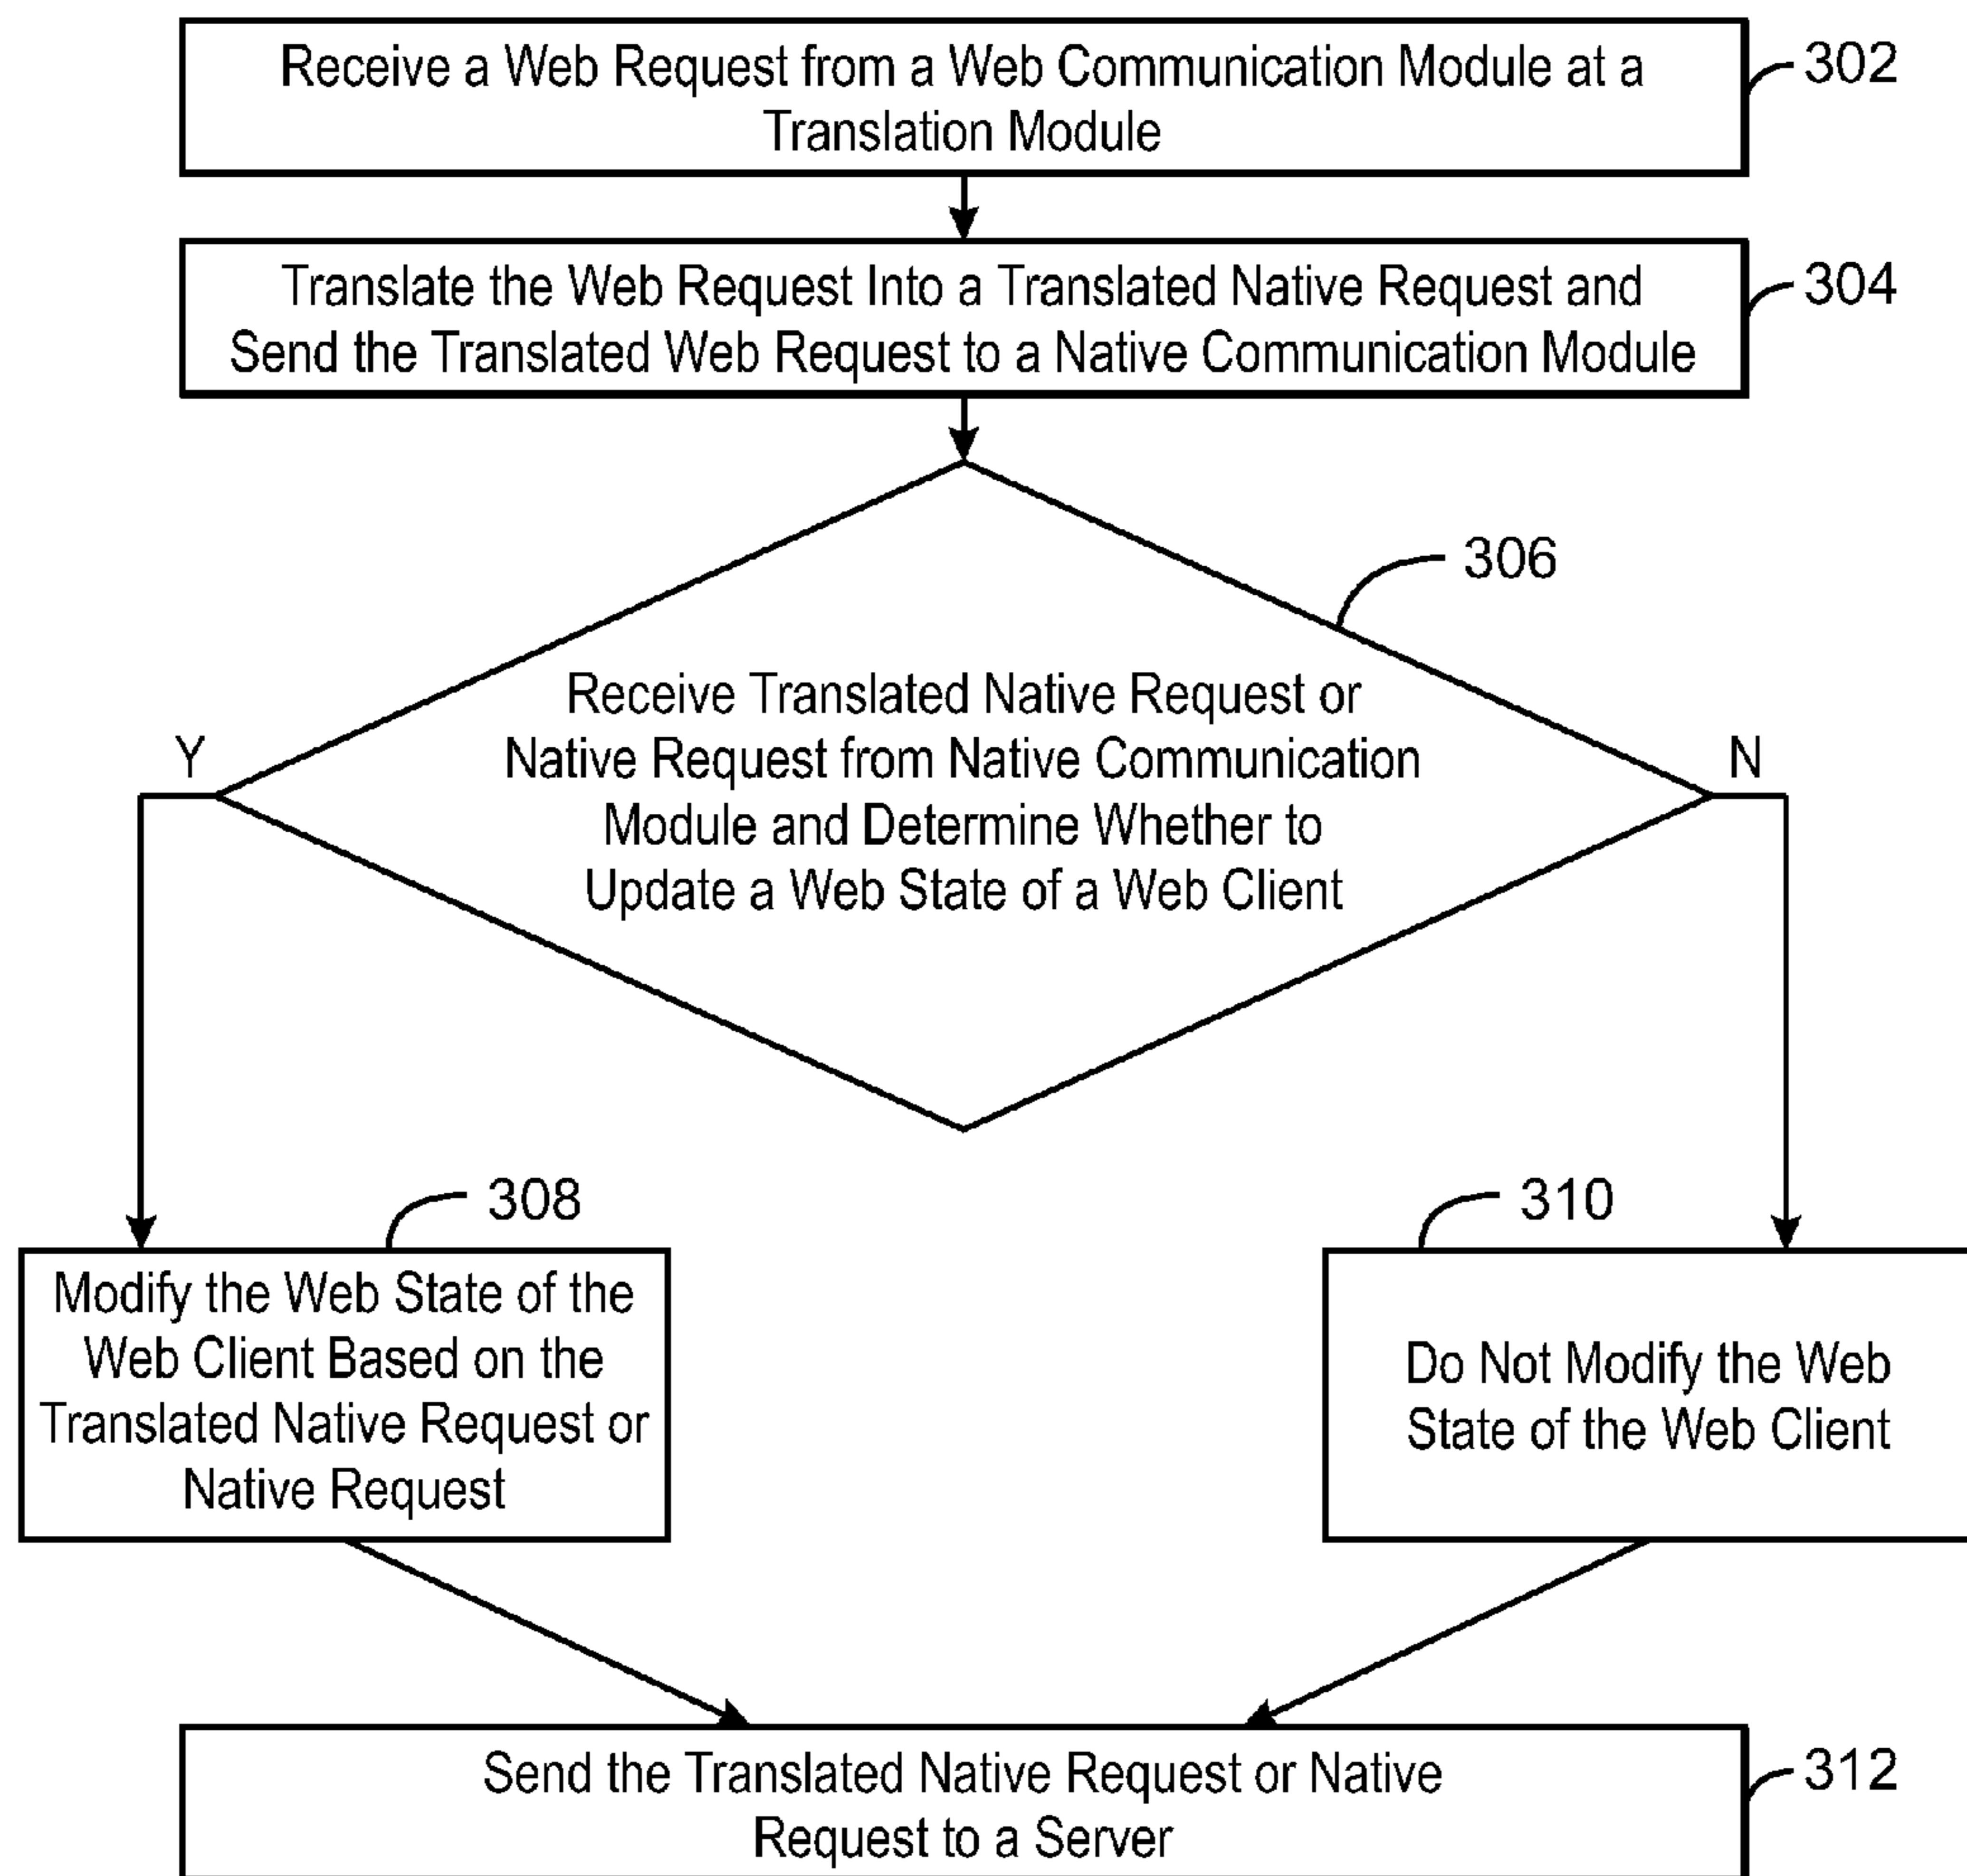 Receive a Web Request from a Web Communication Module at a
Translation Module
302
Translate the Web Request Into a Translated Native Request and
Send the Translated Web Request to a Native Communication Module
304
306
Receive Translated Native Request or
Native Request from Native Communication
Module and Determine Whether to
Update a Web State of a Web Client
Y
N
308
Modify the Web State of the
Web Client Based on the
Translated Native Request or
Native Request
310
Do Not Modify the Web
State of the Web Client
Send the Translated Native Request or Native
Request to a Server
312